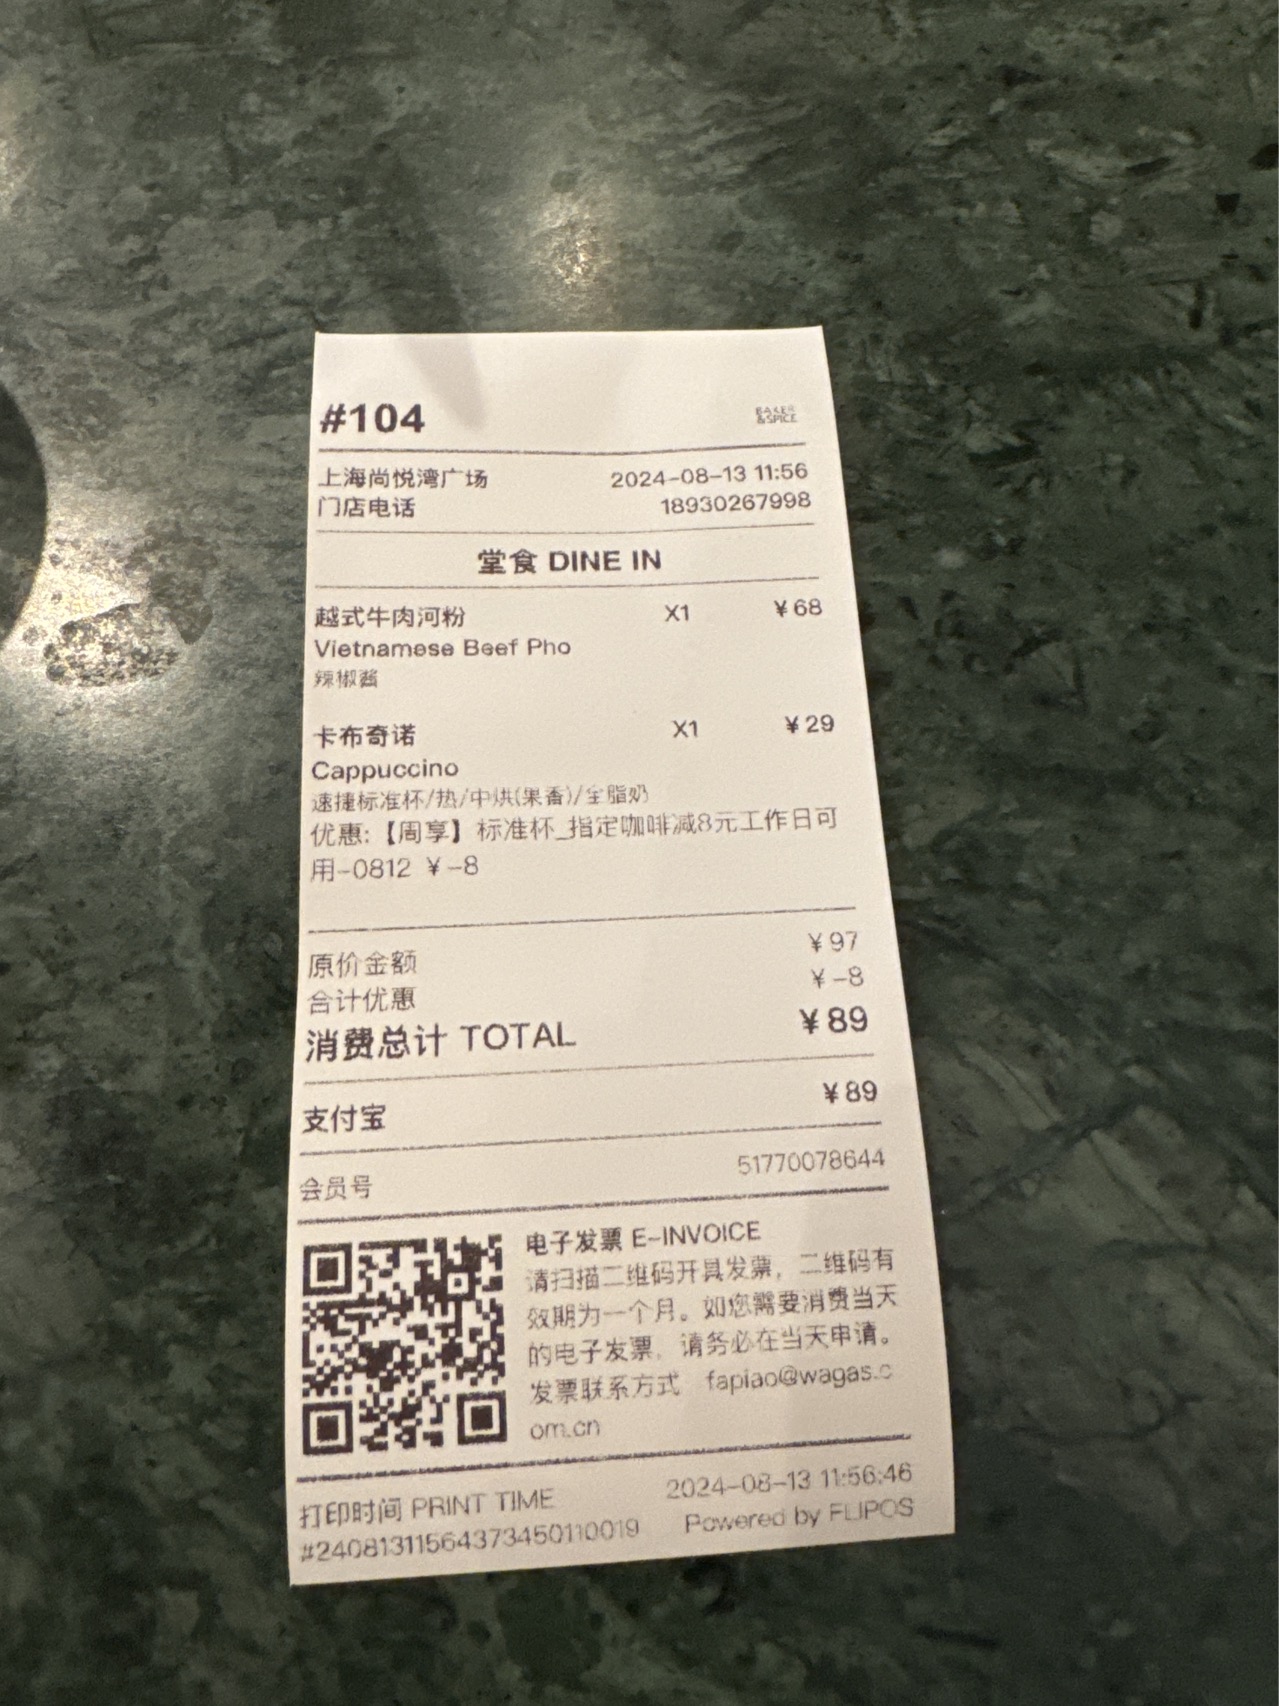 #104
BAKER
&SPICE
上海尚悦湾广场 2024-08-13 11:56
门店电话 18930267998
堂食 DINE IN
越式牛肉河粉 X1 ¥68
Vietnamese Beef Pho
辣椒酱
卡布奇诺 X1 ¥29
Cappuccino
速捷标准杯/热/中烘(果香)/全脂奶
优惠:【周享】标准杯_指定咖啡减8元工作日可
用-0812 ¥-8
原价金额 ¥97
合计优惠 ¥-8
消费总计 TOTAL ¥89
支付宝 ¥89
会员号 51770078644
电子发票 E-INVOICE
请扫描二维码开具发票，二维码有
效期为一个月。如您需要消费当天
的电子发票，请务必在当天申请。
发票联系方式 fapiao@wagas.c
om.cn
打印时间 PRINT TIME 2024-08-13 11:56:46
#24081311564373450110019 Powered by FLIPOS